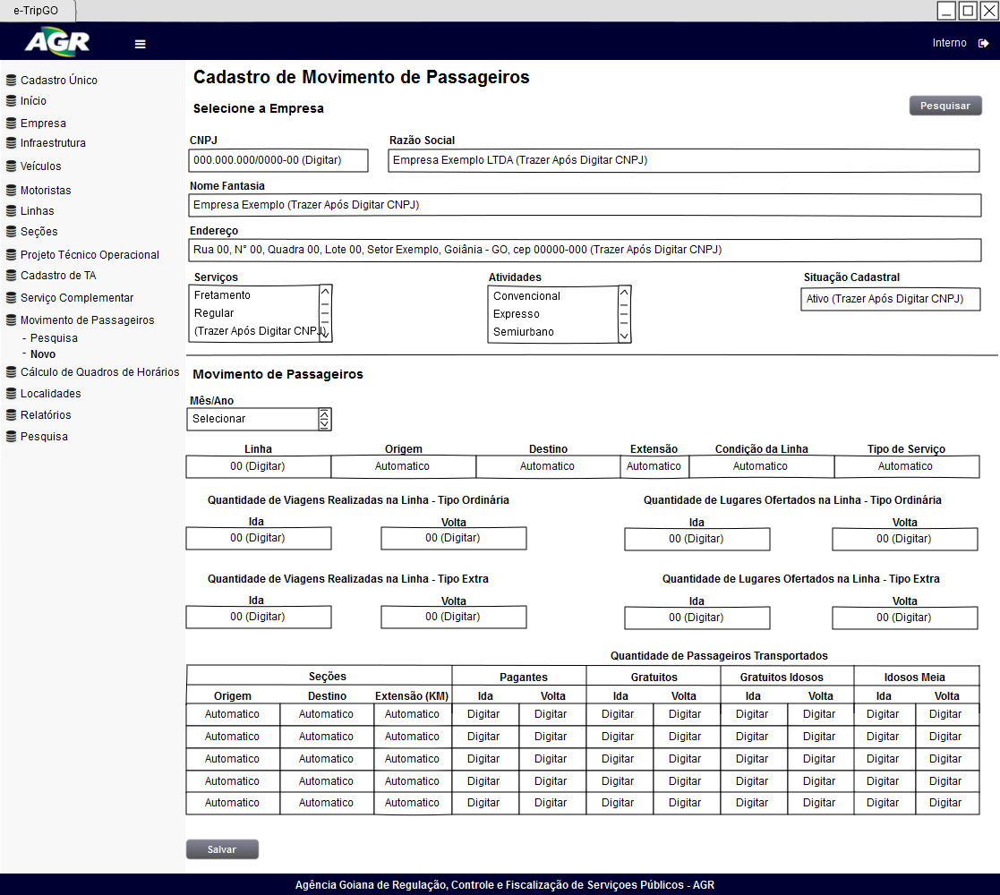 e-TripGO
AGR
Interno
Cadastro Único
Início
Empresa
Infraestrutura
Veículos
Motoristas
Linhas
Seções
Projeto Técnico Operacional
Cadastro de TA
Serviço Complementar
Movimento de Passageiros
- Pesquisa
- Novo
Cálculo de Quadros de Horários
Localidades
Relatórios
Pesquisa
Cadastro de Movimento de Passageiros
Selecione a Empresa
Pesquisar
CNPJ Razão Social
000.000.000/0000-00 (Digitar) Empresa Exemplo LTDA (Trazer Após Digitar CNPJ)
Nome Fantasia
Empresa Exemplo (Trazer Após Digitar CNPJ)
Endereço
Rua 00, N° 00, Quadra 00, Lote 00, Setor Exemplo, Goiânia - GO, cep 00000-000 (Trazer Após Digitar CNPJ)
Serviços Atividades Situação Cadastral
Fretamento Convencional Ativo (Trazer Após Digitar CNPJ)
Regular Expresso
(Trazer Após Digitar CNPJ) Semiurbano
Movimento de Passageiros
Mês/Ano
Selecionar
Linha Origem Destino Extensão Condição da Linha Tipo de Serviço
00 (Digitar) Automatico Automatico Automatico Automatico Automatico
Quantidade de Viagens Realizadas na Linha - Tipo Ordinária Quantidade de Lugares Ofertados na Linha - Tipo Ordinária
Ida Volta Ida Volta
00 (Digitar) 00 (Digitar) 00 (Digitar) 00 (Digitar)
Quantidade de Viagens Realizadas na Linha - Tipo Extra Quantidade de Lugares Ofertados na Linha - Tipo Extra
Ida Volta Ida Volta
00 (Digitar) 00 (Digitar) 00 (Digitar) 00 (Digitar)
Quantidade de Passageiros Transportados
Seções Pagantes Gratuitos Gratuitos Idosos Idosos Meia
Origem Destino Extensão (KM) Ida Volta Ida Volta Ida Volta Ida Volta
Automatico Automatico Automatico Digitar Digitar Digitar Digitar Digitar Digitar Digitar Digitar
Automatico Automatico Automatico Digitar Digitar Digitar Digitar Digitar Digitar Digitar Digitar
Automatico Automatico Automatico Digitar Digitar Digitar Digitar Digitar Digitar Digitar Digitar
Automatico Automatico Automatico Digitar Digitar Digitar Digitar Digitar Digitar Digitar Digitar
Automatico Automatico Automatico Digitar Digitar Digitar Digitar Digitar Digitar Digitar Digitar
Salvar
Agência Goiana de Regulação, Controle e Fiscalização de Serviçoes Públicos - AGR